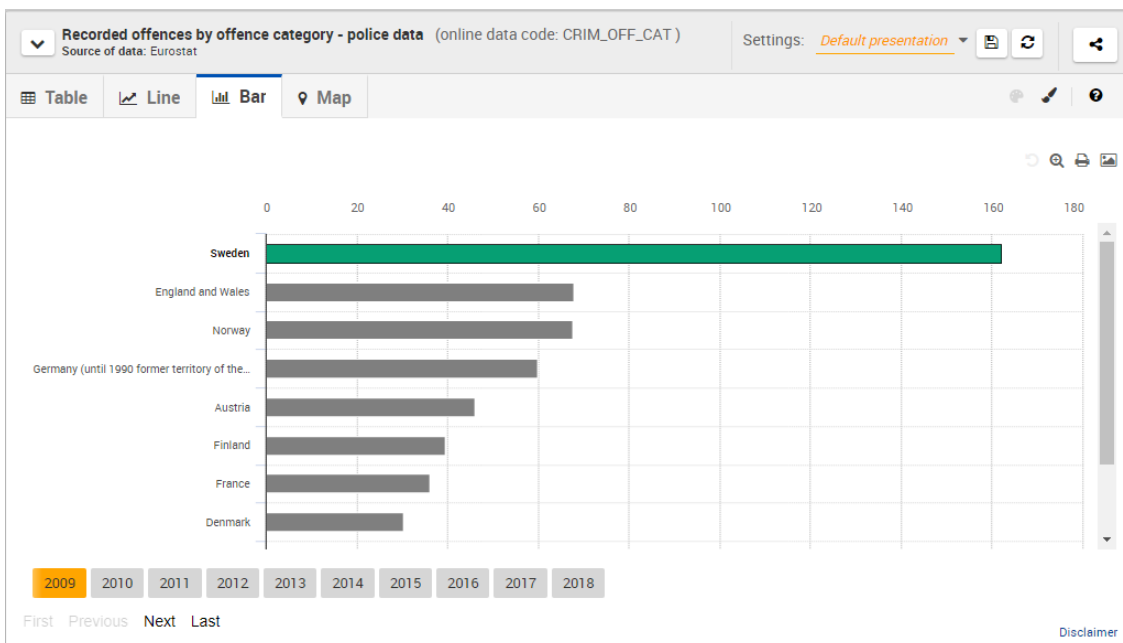 Recorded offences by offence category - police data (online data code: CRIM_OFF_CAT )
Source of data: Eurostat
Settings: Default presentation
Table Line Bar Map
0 20 40 60 80 100 120 140 160 180
Sweden
England and Wales
Norway
Germany (until 1990 former territory of the...
Austria
Finland
France
Denmark
2009 2010 2011 2012 2013 2014 2015 2016 2017 2018
First Previous Next Last
Disclaimer